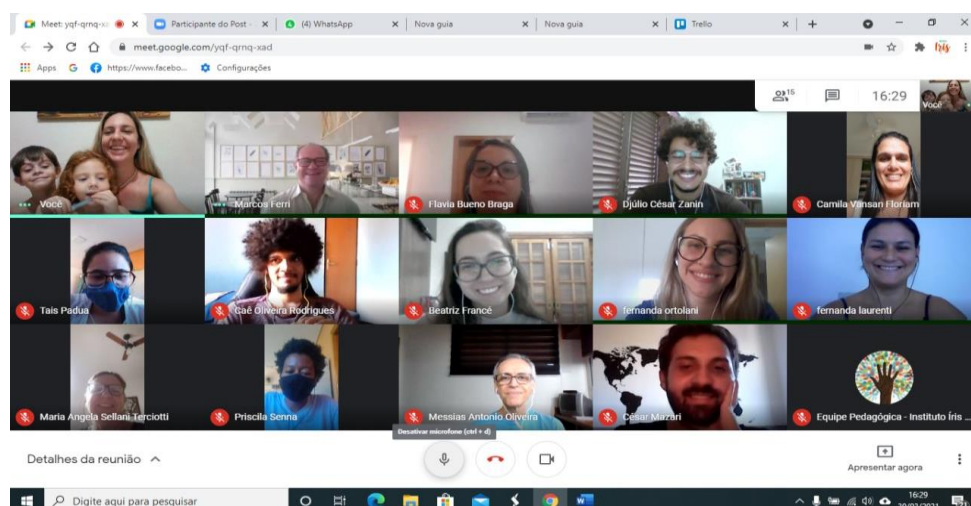 Meet: yqf-qrnq-xa
Participante do Post -
(4) WhatsApp
Nova guia
Nova guia
Trello
meet.google.com/yqf-qrnq-xad
Apps
https://www.facebo...
Configurações
15
16:29
Você
Você
Marcos Ferri
Flavia Bueno Braga
Djúlio César Zanin
Camila Vansan Floriam
Tais Padua
Caê Oliveira Rodrigues
Beatriz Francé
fernanda ortolani
fernanda laurenti
Maria Angela Sellani Terciotti
Priscila Senna
Messias Antonio Oliveira
César Mazari
Equipe Pedagógica - Instituto Íris ...
Desativar microfone (ctrl + d)
Detalhes da reunião
Apresentar agora
Digite aqui para pesquisar
16:29